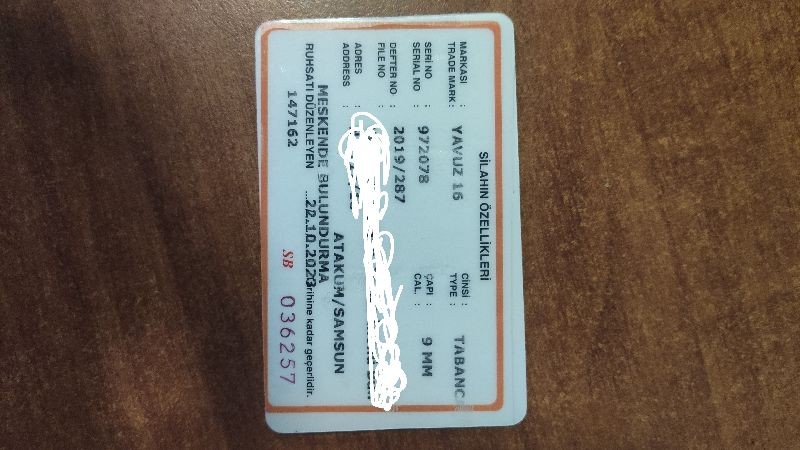 SİLAHIN ÖZELLİKLERİ
MARKASI : YAVUZ 16 CİNSİ : TABANC
TRADE MARK : TYPE :
SERİ NO : 972078 ÇAPI : 9 MM
SERIAL NO : CAL. :
DEFTER NO : 2019/287
FILE NO :
ADRES :
ADDRESS : ATAKUM/SAMSUN
MESKENDE BULUNDURMA
RUHSATI DÜZENLEYEN ...22.10.2023 rihine kadar geçerlidir.
147162 SB 036257